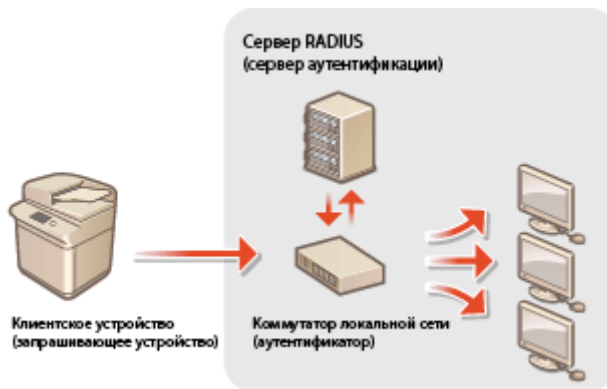 Сервер RADIUS
(сервер аутентификации)
Клиентское устройство
(запрашивающее устройство)
Коммутатор локальной сети
(аутентификатор)